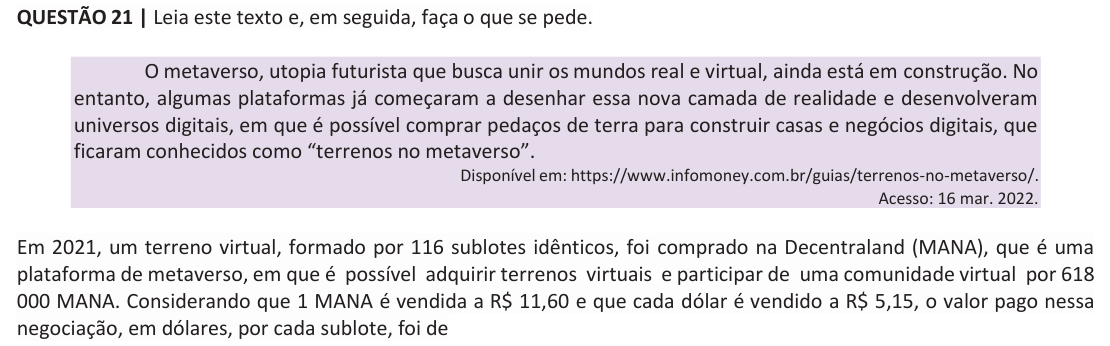 QUESTÃO 21 | Leia este texto e, em seguida, faça o que se pede.
O metaverso, utopia futurista que busca unir os mundos real e virtual, ainda está em construção. No
entanto, algumas plataformas já começaram a desenhar essa nova camada de realidade e desenvolveram
universos digitais, em que é possível comprar pedaços de terra para construir casas e negócios digitais, que
ficaram conhecidos como “terrenos no metaverso”.
Disponível em: https://www.infomoney.com.br/guias/terrenos-no-metaverso/.
Acesso: 16 mar. 2022.
Em 2021, um terreno virtual, formado por 116 sublotes idênticos, foi comprado na Decentraland (MANA), que é uma
plataforma de metaverso, em que é possível adquirir terrenos virtuais e participar de uma comunidade virtual por 618
000 MANA. Considerando que 1 MANA é vendida a R$ 11,60 e que cada dólar é vendido a R$ 5,15, o valor pago nessa
negociação, em dólares, por cada sublote, foi de